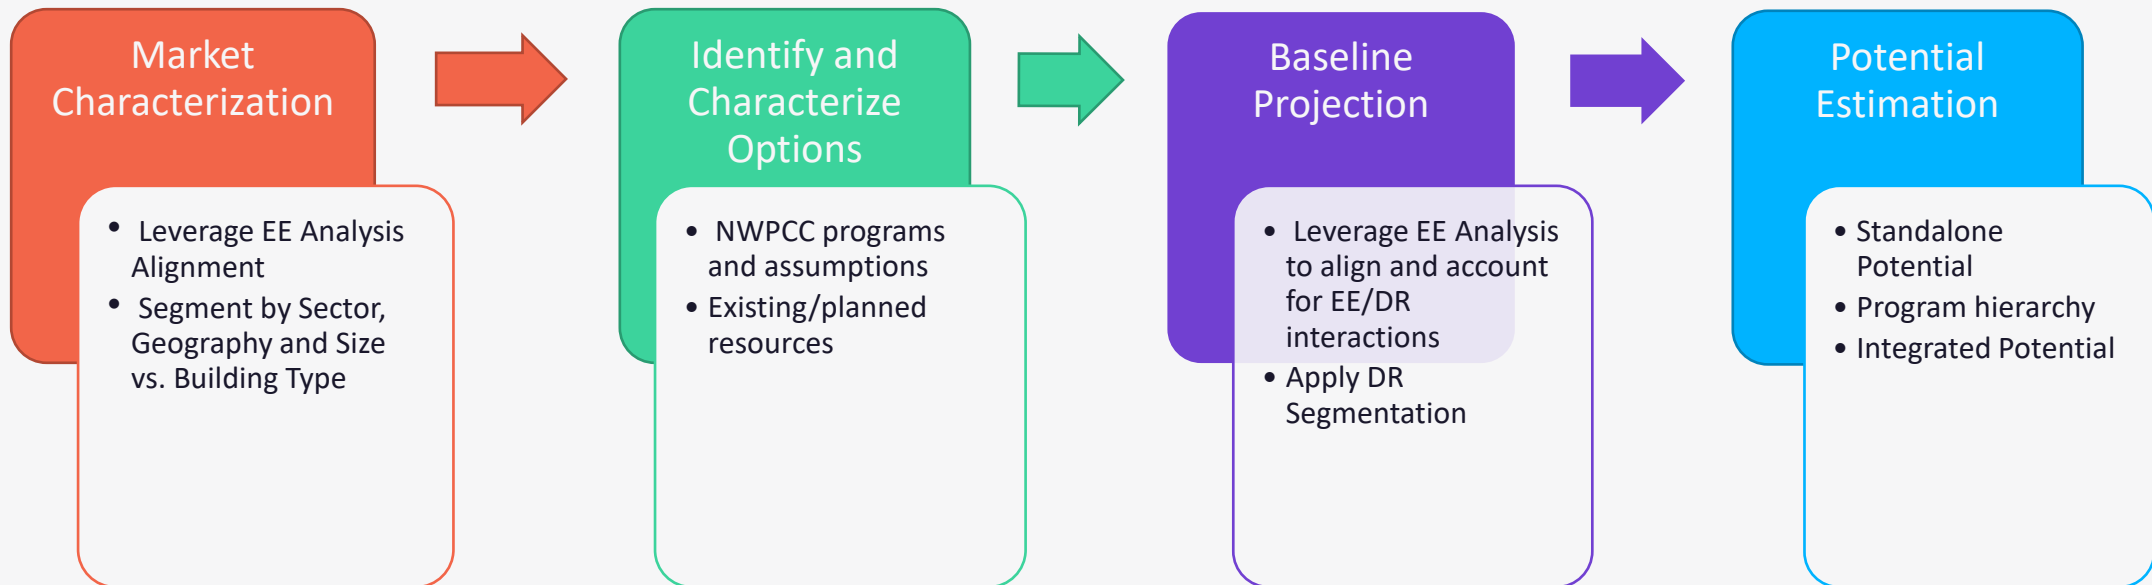 Market
Characterization
• Leverage EE Analysis
Alignment
• Segment by Sector,
Geography and Size
vs. Building Type
Identify and
Characterize
Options
• NWPCC programs
and assumptions
• Existing/planned
resources
Baseline
Projection
• Leverage EE Analysis
to align and account
for EE/DR
interactions
• Apply DR
Segmentation
Potential
Estimation
• Standalone
Potential
• Program hierarchy
• Integrated Potential